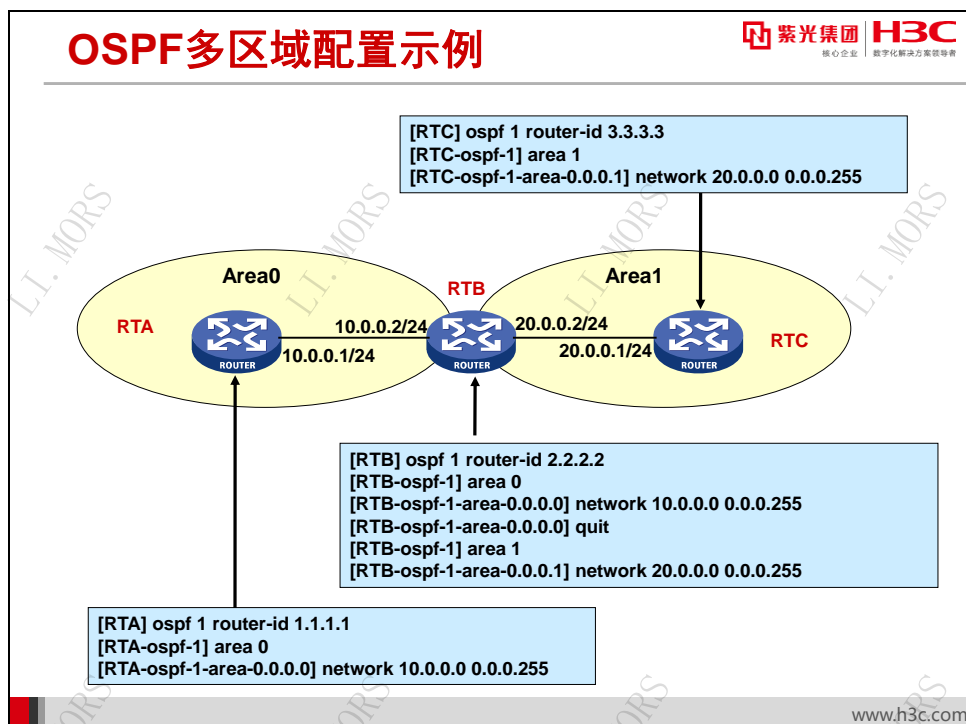 OSPF多区域配置示例
紫光集团 H3C
核心企业 数字化解决方案领导者
[RTC] ospf 1 router-id 3.3.3.3
[RTC-ospf-1] area 1
[RTC-ospf-1-area-0.0.0.1] network 20.0.0.0 0.0.0.255
LI. MORS
LI. MORS
LI. MORS
LI. MORS
Area0
RTB
Area1
RTA
10.0.0.2/24
20.0.0.2/24
10.0.0.1/24
20.0.0.1/24
RTC
ROUTER
ROUTER
ROUTER
[RTB] ospf 1 router-id 2.2.2.2
[RTB-ospf-1] area 0
[RTB-ospf-1-area-0.0.0.0] network 10.0.0.0 0.0.0.255
[RTB-ospf-1-area-0.0.0.0] quit
[RTB-ospf-1] area 1
[RTB-ospf-1-area-0.0.0.1] network 20.0.0.0 0.0.0.255
[RTA] ospf 1 router-id 1.1.1.1
[RTA-ospf-1] area 0
[RTA-ospf-1-area-0.0.0.0] network 10.0.0.0 0.0.0.255
www.h3c.com